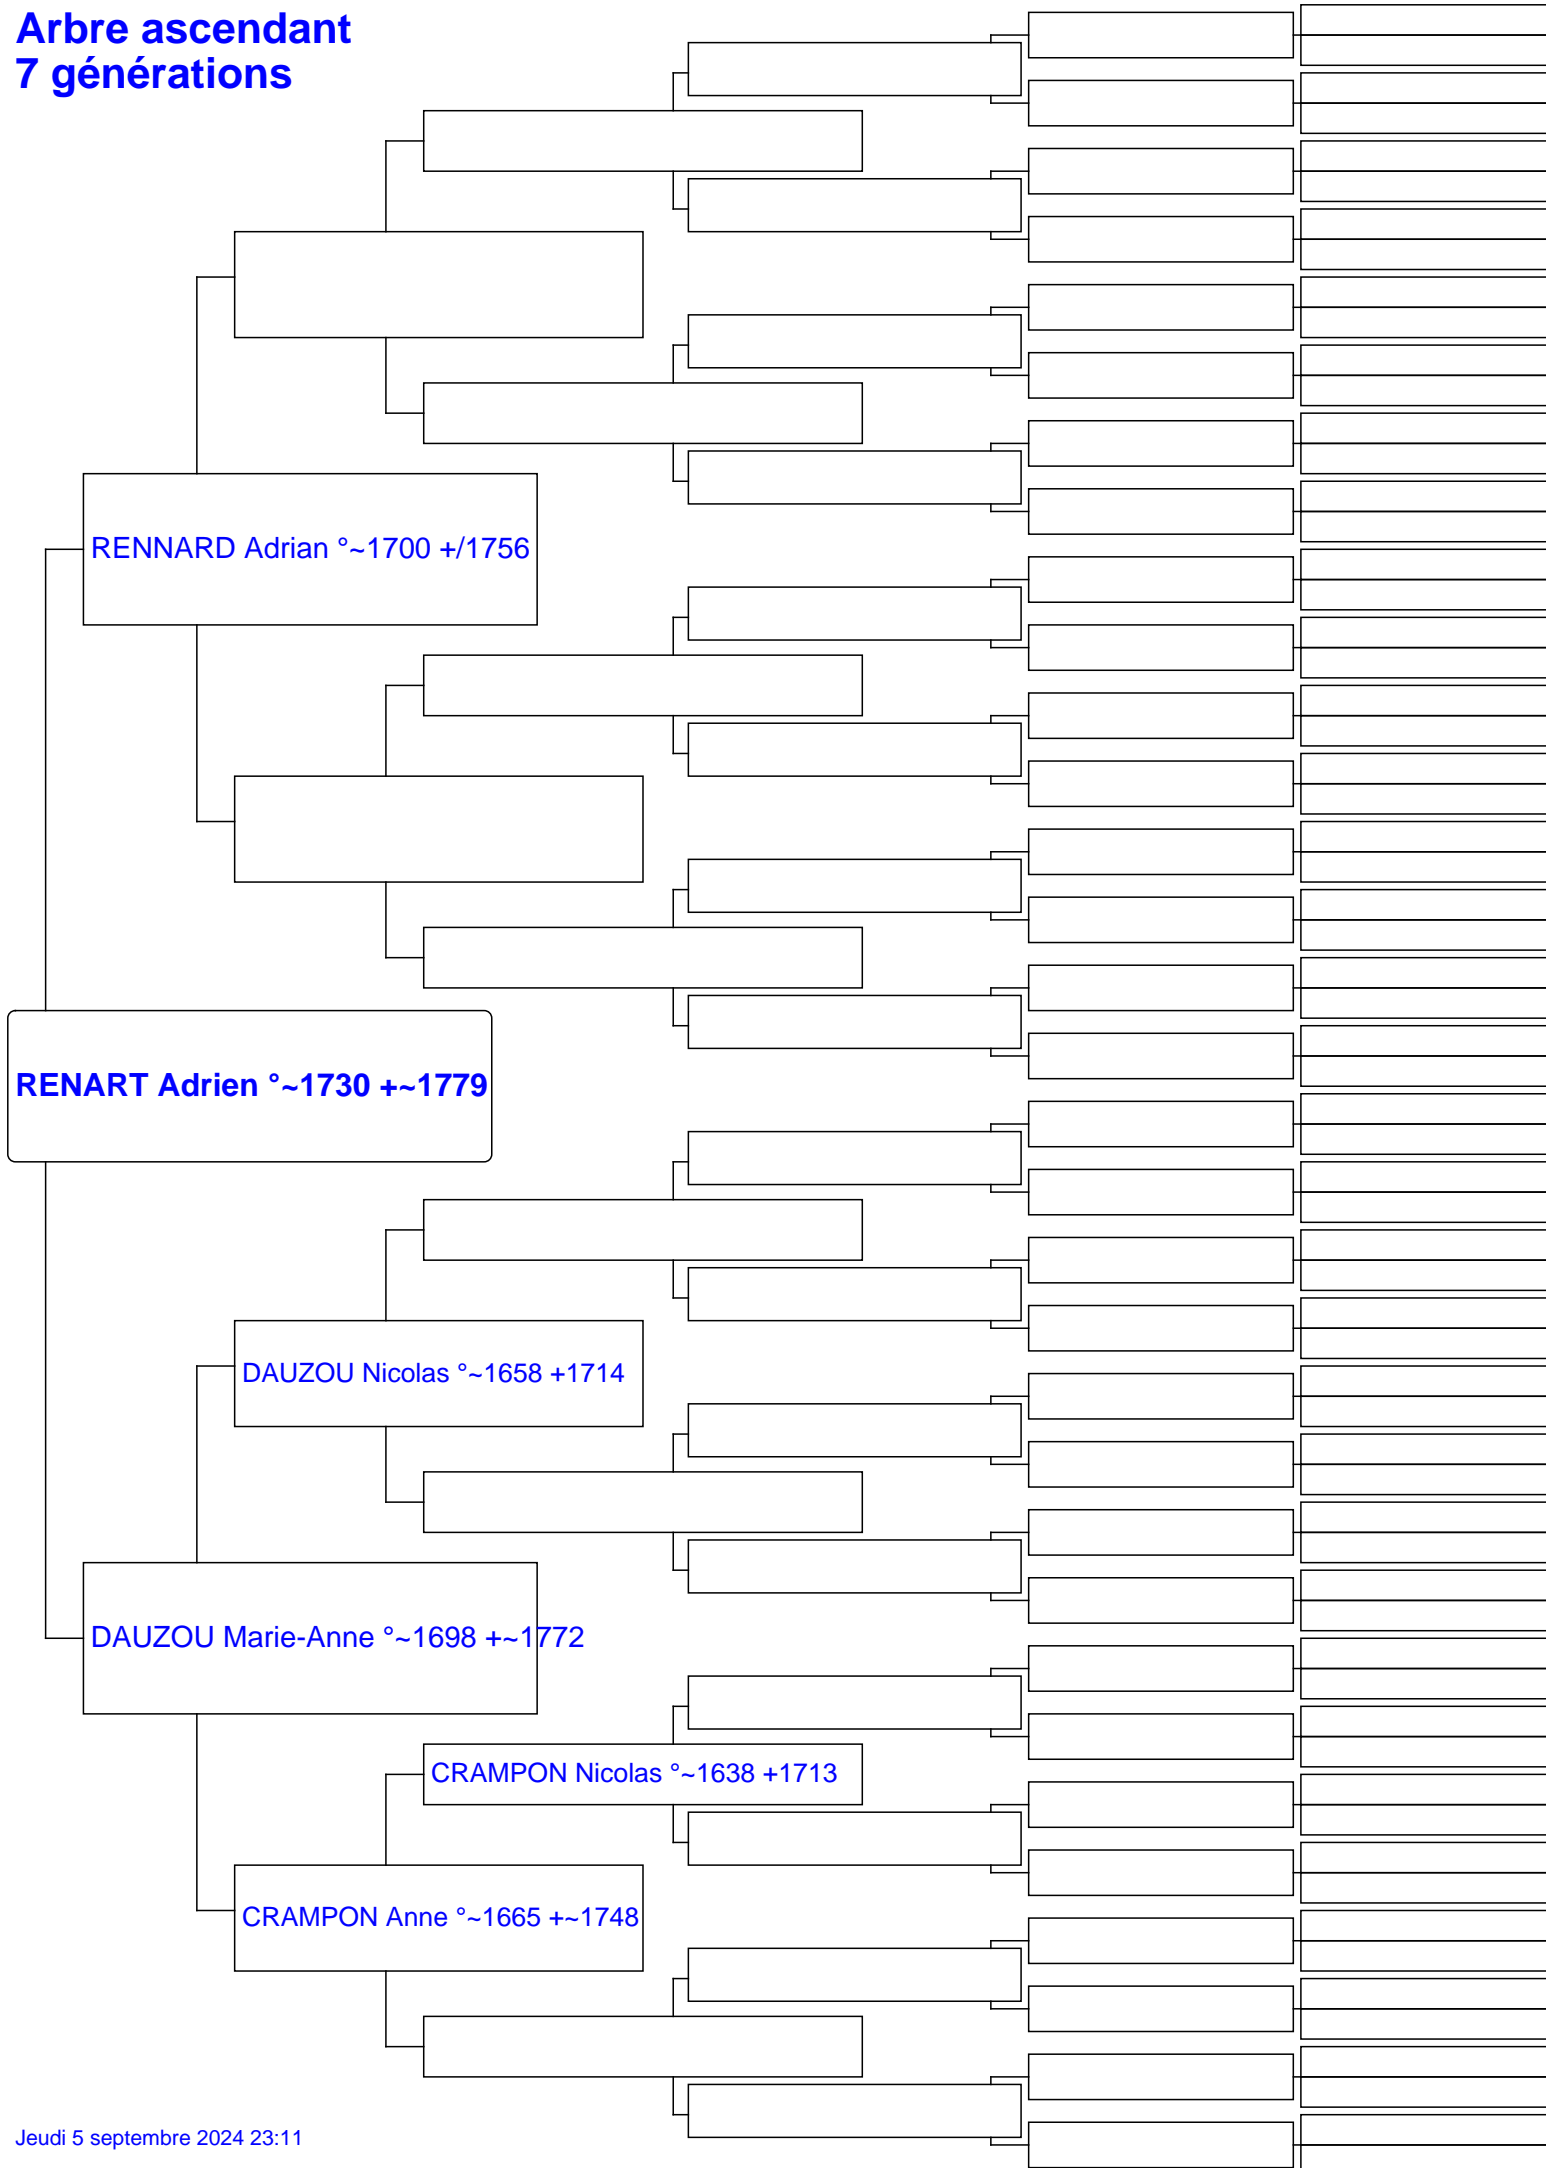 Arbre ascendant
7 générations
RENNARD Adrian °~1700 +/1756
RENART Adrien °~1730 +~1779
DAUZOU Nicolas °~1658 +1714
DAUZOU Marie-Anne °~1698 +~1772
CRAMPON Nicolas °~1638 +1713
CRAMPON Anne °~1665 +~1748
Jeudi 5 septembre 2024 23:11